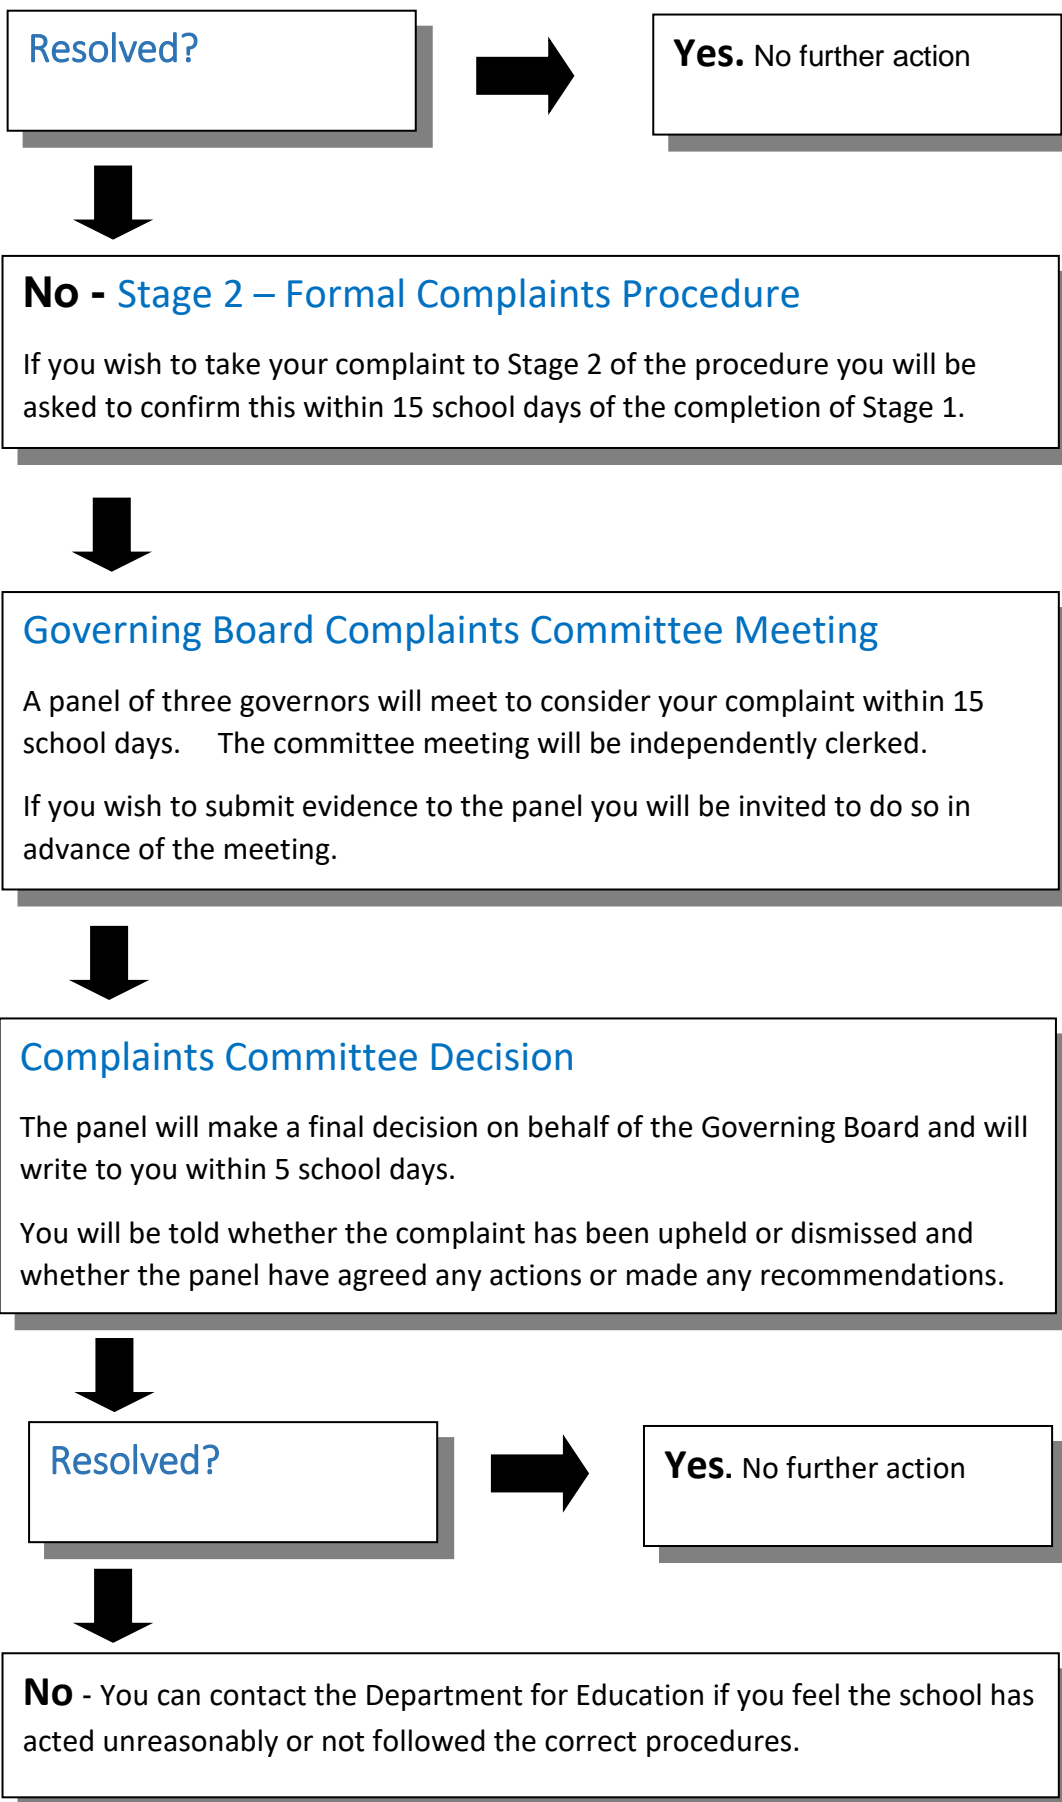 Resolved?
Yes. No further action
No - Stage 2 – Formal Complaints Procedure
If you wish to take your complaint to Stage 2 of the procedure you will be
asked to confirm this within 15 school days of the completion of Stage 1.
Governing Board Complaints Committee Meeting
A panel of three governors will meet to consider your complaint within 15
school days. The committee meeting will be independently clerked.
If you wish to submit evidence to the panel you will be invited to do so in
advance of the meeting.
Complaints Committee Decision
The panel will make a final decision on behalf of the Governing Board and will
write to you within 5 school days.
You will be told whether the complaint has been upheld or dismissed and
whether the panel have agreed any actions or made any recommendations.
Resolved?
Yes. No further action
No - You can contact the Department for Education if you feel the school has
acted unreasonably or not followed the correct procedures.